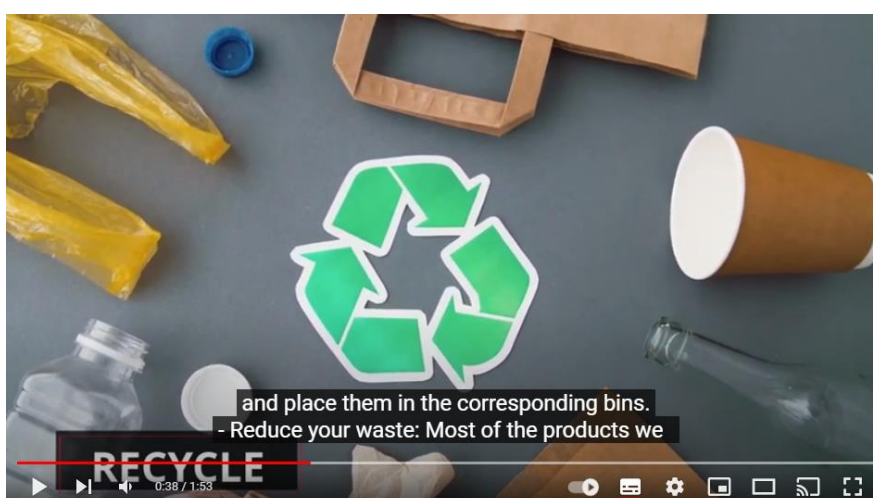 and place them in the corresponding bins.
- Reduce your waste: Most of the products we
RECYCLE
0:38 / 1:53